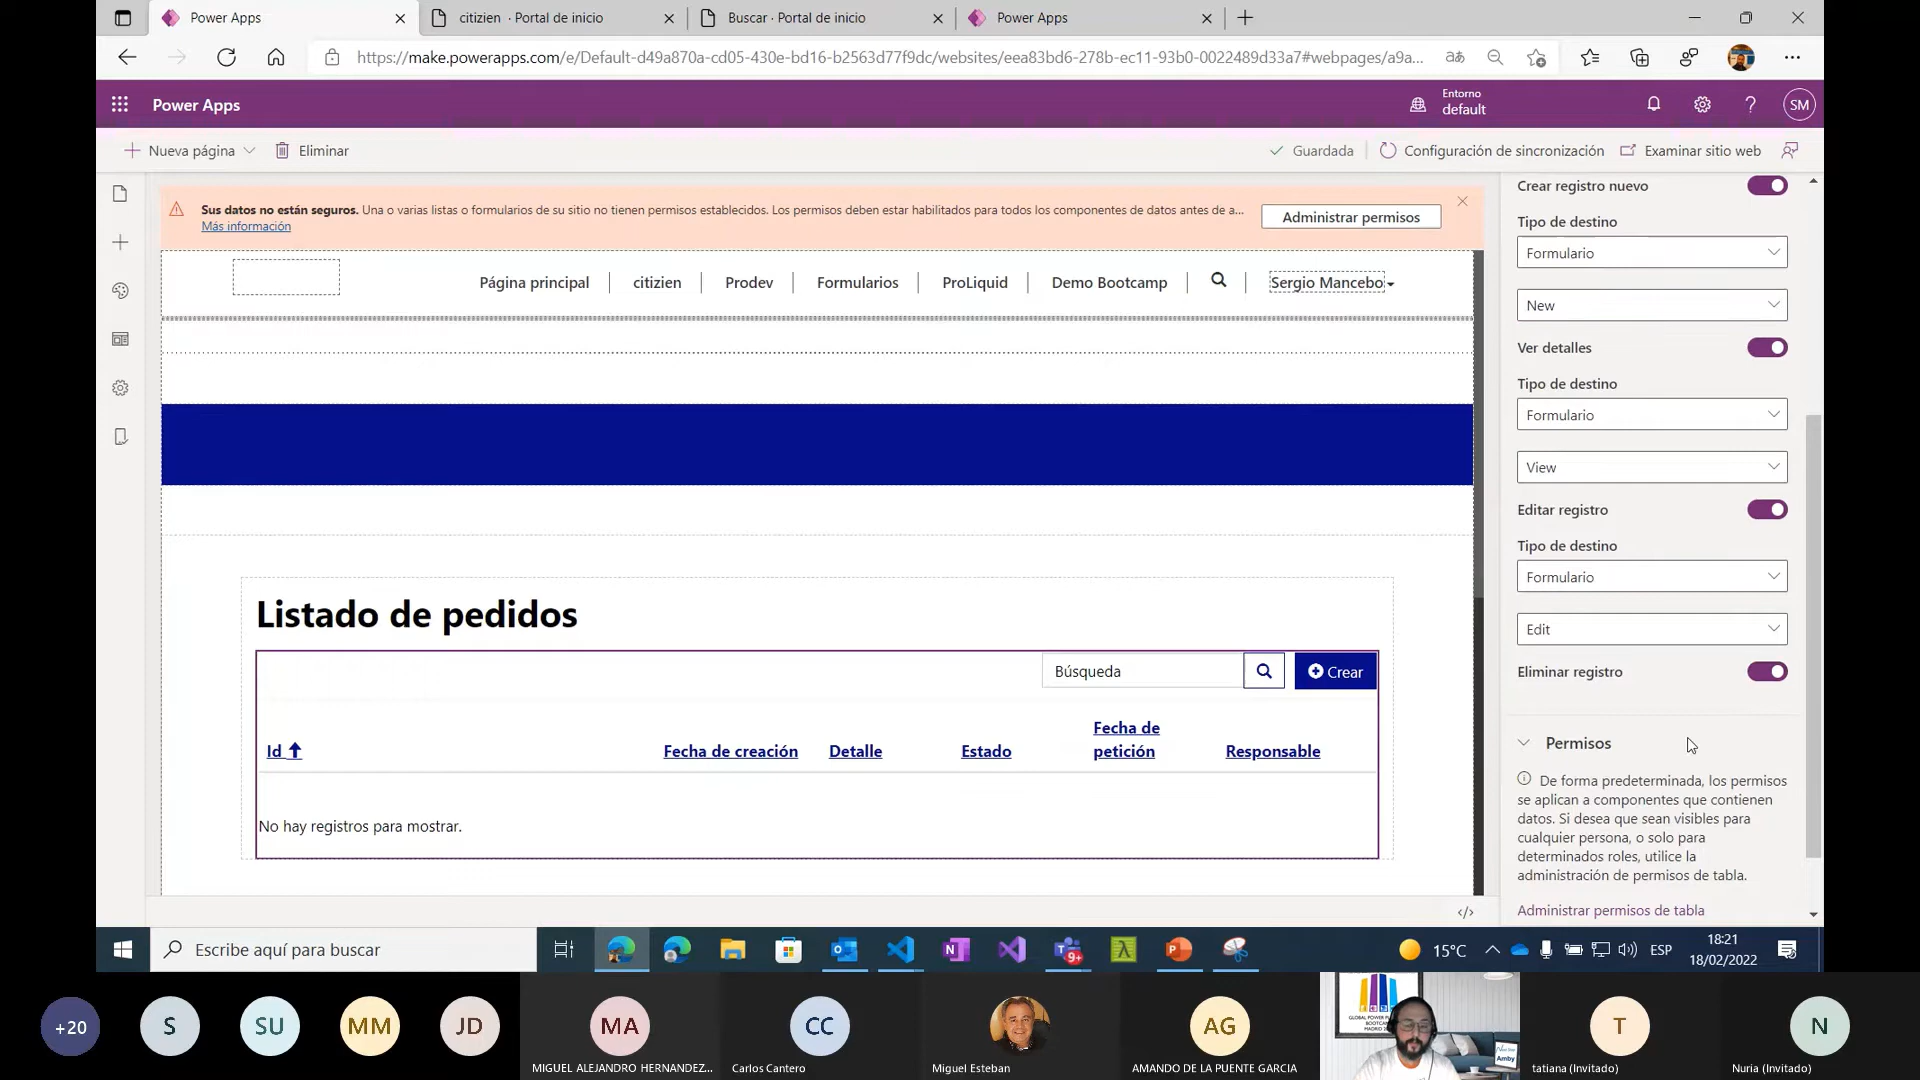 Power Apps
citizien · Portal de inicio
Buscar · Portal de inicio
Power Apps
https://make.powerapps.com/e/Default-d49a870a-cd05-430e-bd16-b2563d77f9dc/websites/eea83bd6-278b-ec11-93b0-0022489d33a7#webpages/a9a...
Power Apps
Entorno
default
SM
Nueva página
Eliminar
Guardada
Configuración de sincronización
Examinar sitio web
Sus datos no están seguros. Una o varias listas o formularios de su sitio no tienen permisos establecidos. Los permisos deben estar habilitados para todos los componentes de datos antes de a...
Más información
Administrar permisos
Página principal
citizien
Prodev
Formularios
ProLiquid
Demo Bootcamp
Sergio Mancebo
Listado de pedidos
Búsqueda
Crear
Id
Fecha de creación
Detalle
Estado
Fecha de
petición
Responsable
No hay registros para mostrar.
Crear registro nuevo
Tipo de destino
Formulario
New
Ver detalles
Tipo de destino
Formulario
View
Editar registro
Tipo de destino
Formulario
Edit
Eliminar registro
Permisos
De forma predeterminada, los permisos
se aplican a componentes que contienen
datos. Si desea que sean visibles para
cualquier persona, o solo para
determinados roles, utilice la
administración de permisos de tabla.
Administrar permisos de tabla
Escribe aquí para buscar
9+
15°C
ESP
18:21
18/02/2022
+20
S
SU
MM
JD
MA
MIGUEL ALEJANDRO HERNANDEZ...
CC
Carlos Cantero
Miguel Esteban
AG
AMANDO DE LA PUENTE GARCIA
T
tatiana (Invitado)
N
Nuria (Invitado)